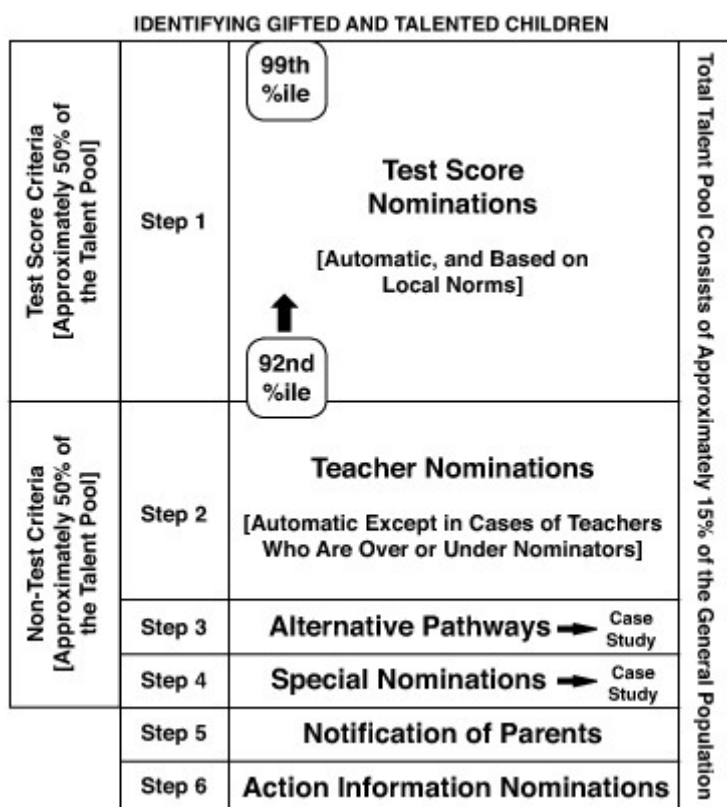 IDENTIFYING GIFTED AND TALENTED CHILDREN
Test Score Criteria
[Approximately 50% of
the Talent Pool]
Step 1
99th
%ile
Test Score
Nominations
[Automatic, and Based on
Local Norms]
92nd
%ile
Non-Test Criteria
[Approximately 50% of
the Talent Pool]
Step 2
Teacher Nominations
[Automatic Except in Cases of Teachers
Who Are Over or Under Nominators]
Step 3
Alternative Pathways
Case
Study
Step 4
Special Nominations
Case
Study
Step 5
Notification of Parents
Step 6
Action Information Nominations
Total Talent Pool Consists of Approximately 15% of the General Population